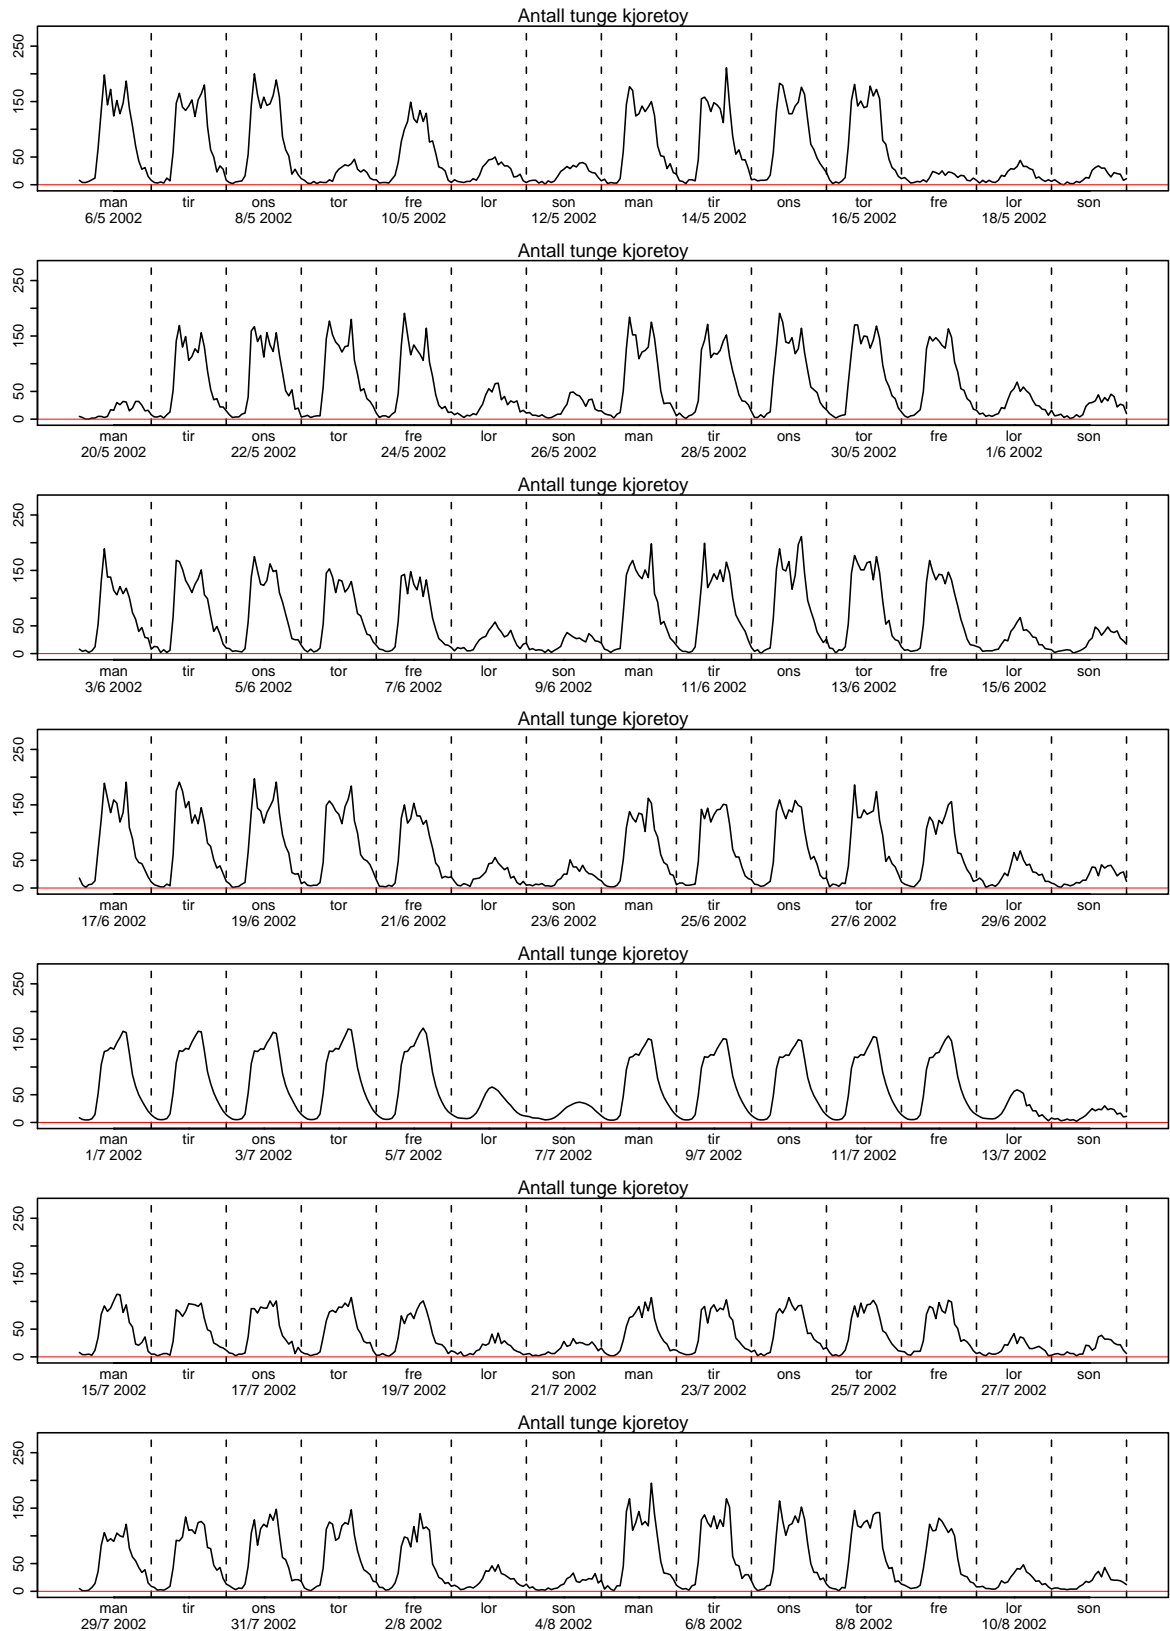 Antall tunge kjoretoy
250
150
50
0
man tir ons tor fre lor son man tir ons tor fre lor son
6/5 2002 8/5 2002 10/5 2002 12/5 2002 14/5 2002 16/5 2002 18/5 2002
Antall tunge kjoretoy
250
150
50
0
man tir ons tor fre lor son man tir ons tor fre lor son
20/5 2002 22/5 2002 24/5 2002 26/5 2002 28/5 2002 30/5 2002 1/6 2002
Antall tunge kjoretoy
250
150
50
0
man tir ons tor fre lor son man tir ons tor fre lor son
3/6 2002 5/6 2002 7/6 2002 9/6 2002 11/6 2002 13/6 2002 15/6 2002
Antall tunge kjoretoy
250
150
50
0
man tir ons tor fre lor son man tir ons tor fre lor son
17/6 2002 19/6 2002 21/6 2002 23/6 2002 25/6 2002 27/6 2002 29/6 2002
Antall tunge kjoretoy
250
150
50
0
man tir ons tor fre lor son man tir ons tor fre lor son
1/7 2002 3/7 2002 5/7 2002 7/7 2002 9/7 2002 11/7 2002 13/7 2002
Antall tunge kjoretoy
250
150
50
0
man tir ons tor fre lor son man tir ons tor fre lor son
15/7 2002 17/7 2002 19/7 2002 21/7 2002 23/7 2002 25/7 2002 27/7 2002
Antall tunge kjoretoy
250
150
50
0
man tir ons tor fre lor son man tir ons tor fre lor son
29/7 2002 31/7 2002 2/8 2002 4/8 2002 6/8 2002 8/8 2002 10/8 2002